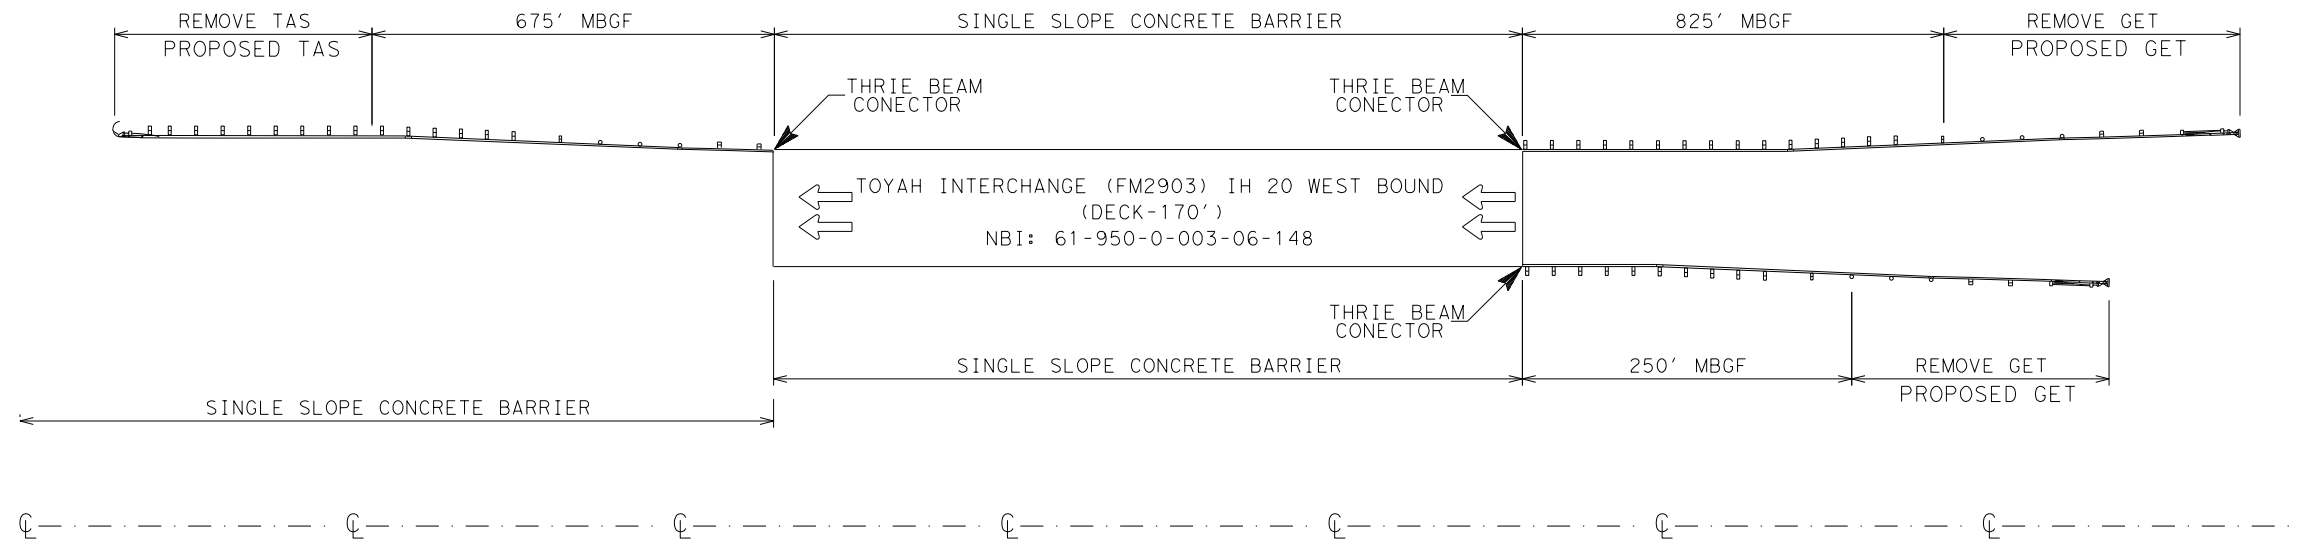 REMOVE TAS
PROPOSED TAS
675' MBGF
SINGLE SLOPE CONCRETE BARRIER
825' MBGF
REMOVE GET
PROPOSED GET
THRIE BEAM
CONECTOR
THRIE BEAM
CONECTOR
TOYAH INTERCHANGE (FM2903) IH 20 WEST BOUND
(DECK-170')
NBI: 61-950-0-003-06-148
THRIE BEAM
CONECTOR
SINGLE SLOPE CONCRETE BARRIER
250' MBGF
REMOVE GET
PROPOSED GET
SINGLE SLOPE CONCRETE BARRIER
℄ ℄ ℄ ℄ ℄ ℄ ℄